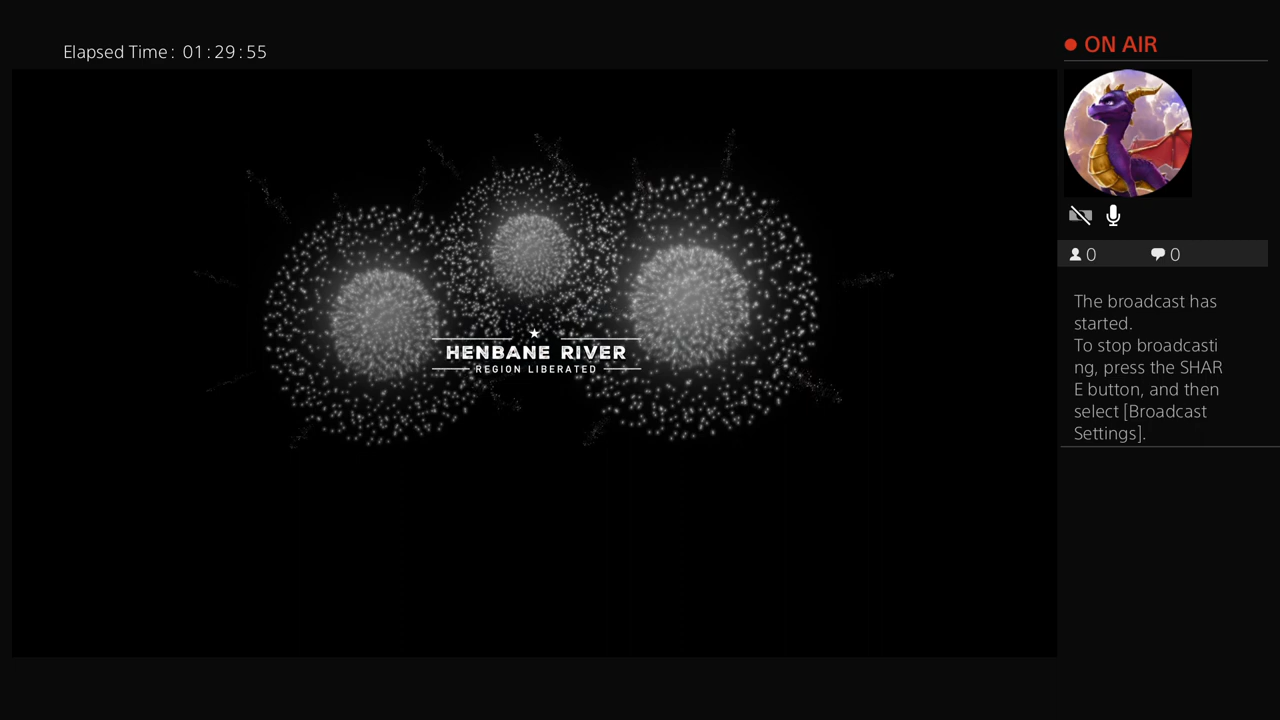 Elapsed Time: 01:29:55
ON AIR
0
0
HENBANE RIVER
REGION LIBERATED
The broadcast has
started.
To stop broadcasti
ng, press the SHAR
E button, and then
select [Broadcast
Settings].